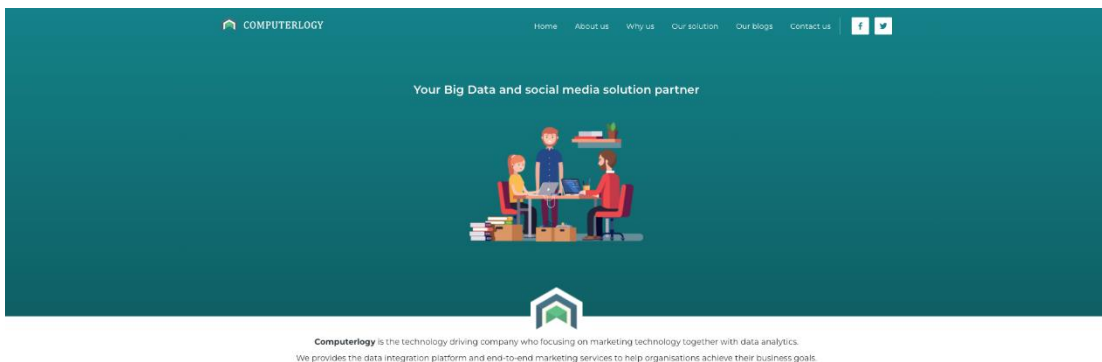 COMPUTERLOGY
Home About us Why us Our solution Our blogs Contact us
Your Big Data and social media solution partner
Computerlogy is the technology driving company who focusing on marketing technology together with data analytics.
We provides the data integration platform and end-to-end marketing services to help organisations achieve their business goals.